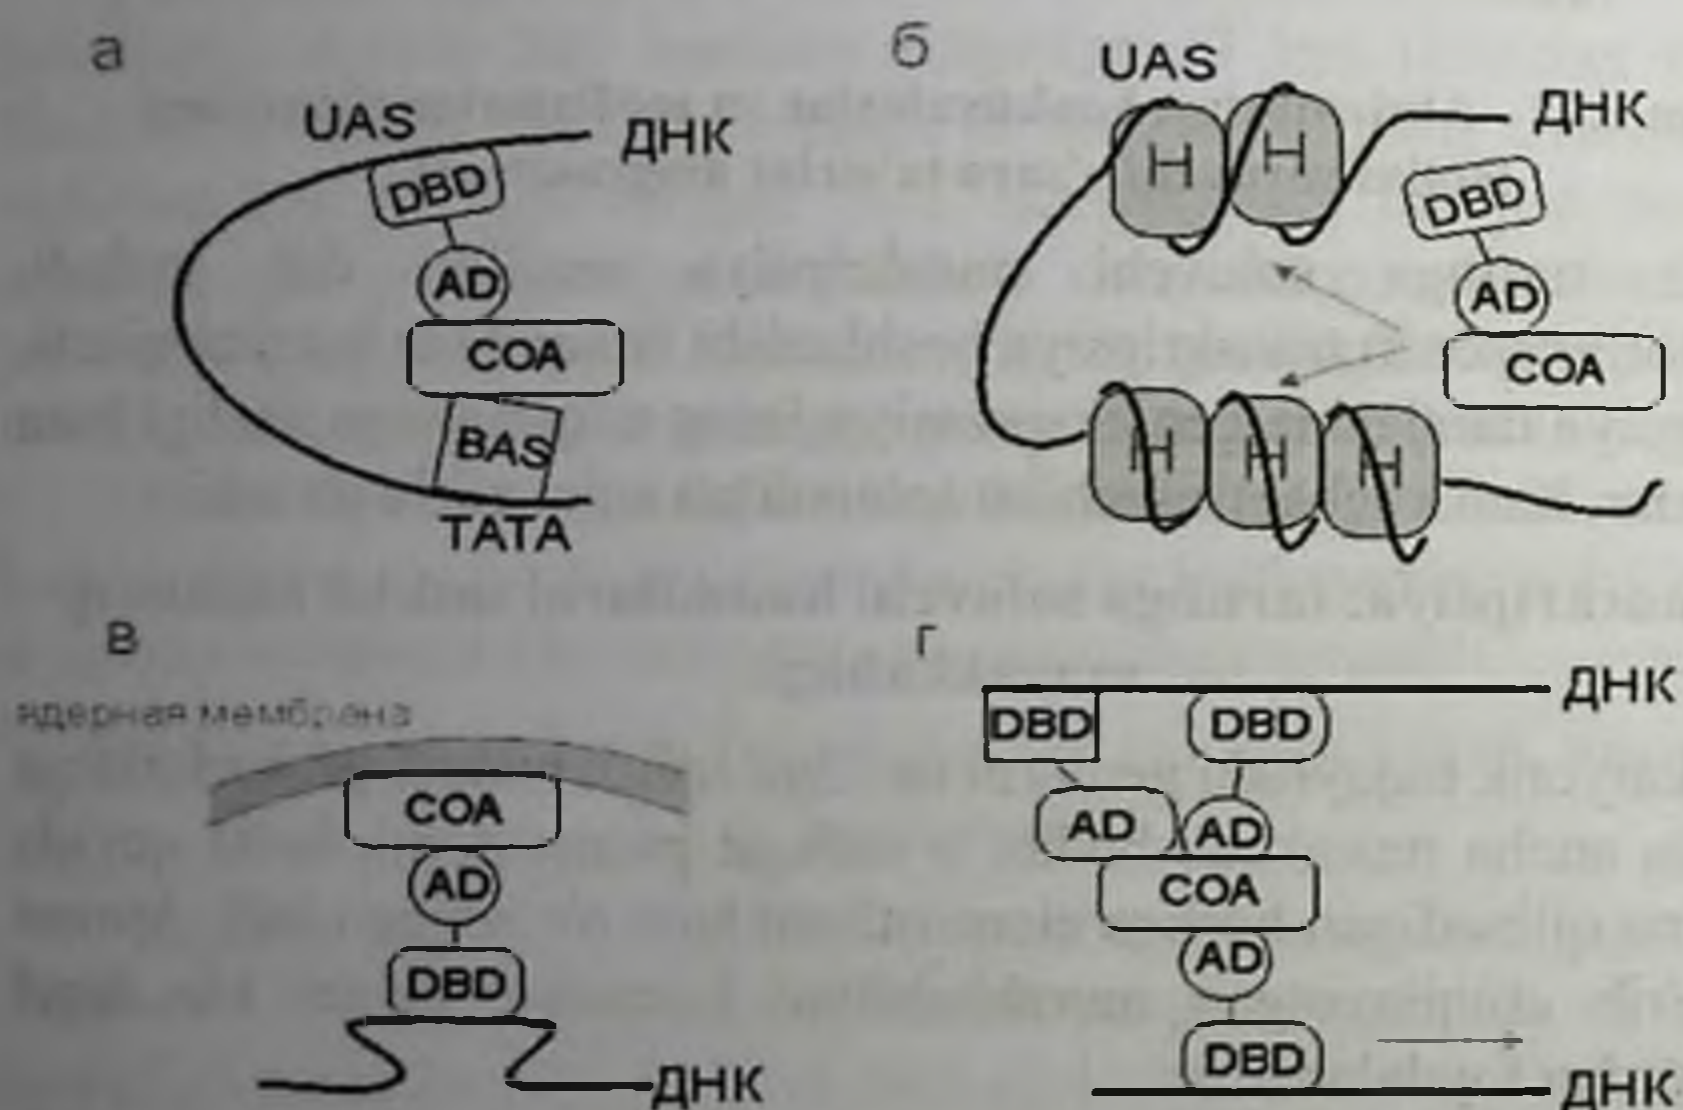 а
UAS
ДНК
DBD
AD
COA
BAS
TATA
б
UAS
ДНК
H H
DBD
AD
COA
H H H
в
ядерная мембрана
COA
AD
DBD
ДНК
г
ДНК
DBD DBD
AD AD
COA
AD
DBD
ДНК